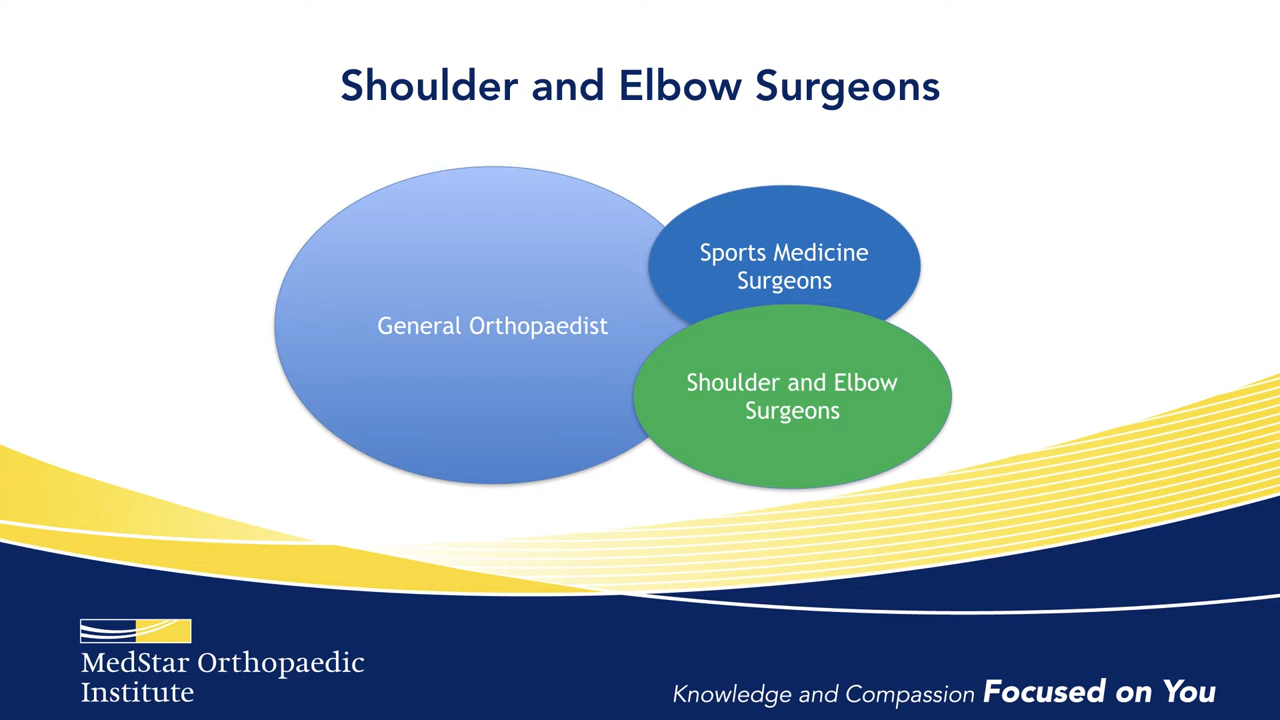 Shoulder and Elbow Surgeons
General Orthopaedist
Sports Medicine
Surgeons
Shoulder and Elbow
Surgeons
MedStar Orthopaedic
Institute
Knowledge and Compassion Focused on You